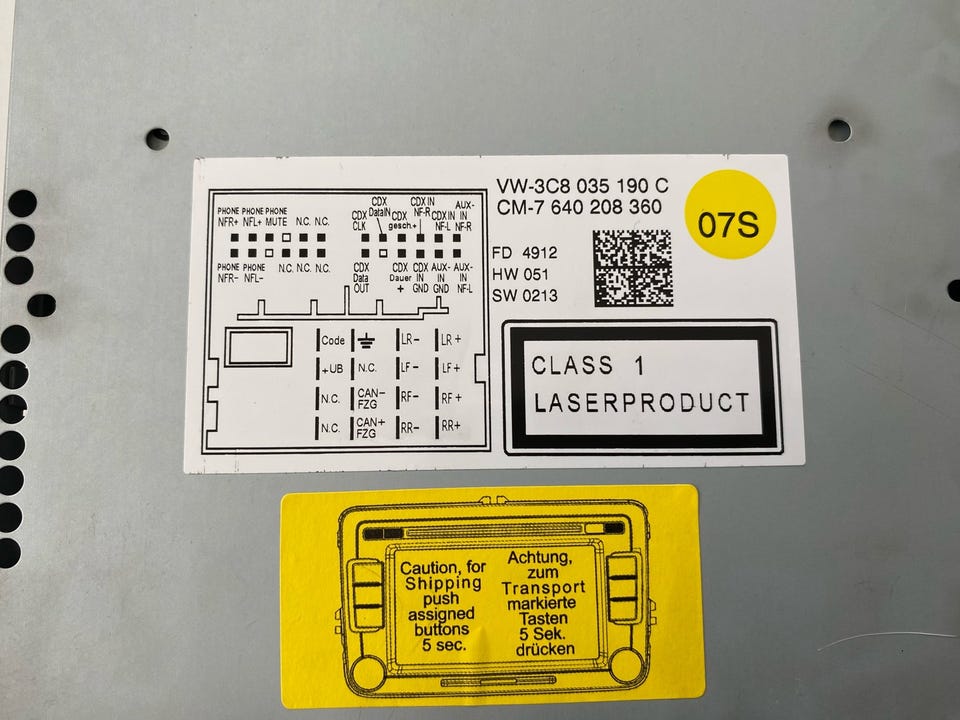 VW-3C8 035 190 C
CM-7 640 208 360
07S
FD 4912
HW 051
SW 0213
PHONE NFR+ PHONE NFL+ PHONE MUTE N.C. N.C. CDX CLK CDX DataIN CDX gesch.+ CDX IN NF-R CDX IN NF-L AUX-IN NF-R
PHONE NFR- PHONE NFL- N.C. N.C. N.C. CDX Data OUT CDX Dauer + CDX IN GND AUX-IN GND AUX-IN NF-L
Code LR- LR+
+UB N.C. LF- LF+
N.C. CAN- FZG RF- RF+
N.C. CAN+ FZG RR- RR+
CLASS 1
LASERPRODUCT
Caution, for
Shipping
push
assigned
buttons
5 sec.
Achtung,
zum
Transport
markierte
Tasten
5 Sek.
drücken